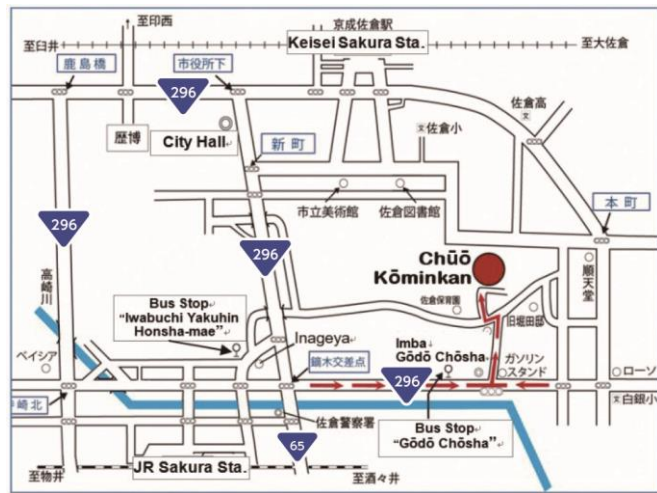 至印西
京成佐倉駅
至臼井
Keisei Sakura Sta.
至大佐倉
鹿島橋
市役所下
296
佐倉高
文
歴博
City Hall
文佐倉小
新町
市立美術館
佐倉図書館
本町
296
296
Chūō
Kōminkan
順天堂
高崎川
佐倉保育園
旧堀田邸
Bus Stop
"Iwabuchi Yakuhin
Honsha-mae"
Inageya
Imba
Gōdō Chōsha
ガソリン
スタンド
ベイシア
鏑木交差点
296
ローソ
崎北
文白銀小
佐倉警察署
Bus Stop
"Gōdō Chōsha"
65
JR Sakura Sta.
至物井
至酒々井